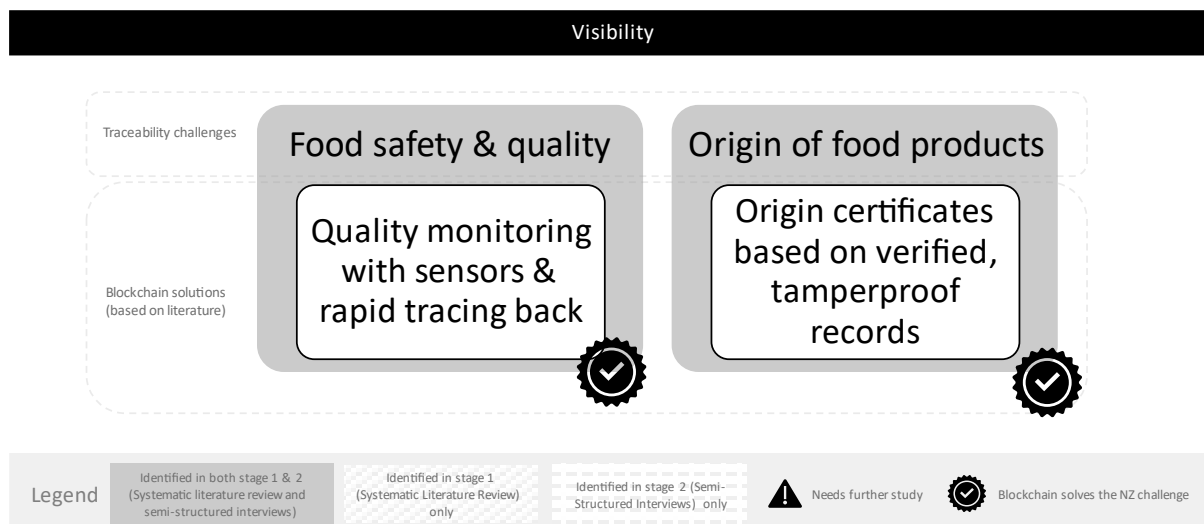 Visibility
Traceability challenges
Food safety & quality
Origin of food products
Blockchain solutions
(based on literature)
Quality monitoring
with sensors &
rapid tracing back
Origin certificates
based on verified,
tamperproof
records
Legend
Identified in both stage 1 & 2
(Systematic literature review and
semi-structured interviews)
Identified in stage 1
(Systematic Literature Review)
only
Identified in stage 2 (Semi-
Structured Interviews) only
Needs further study
Blockchain solves the NZ challenge